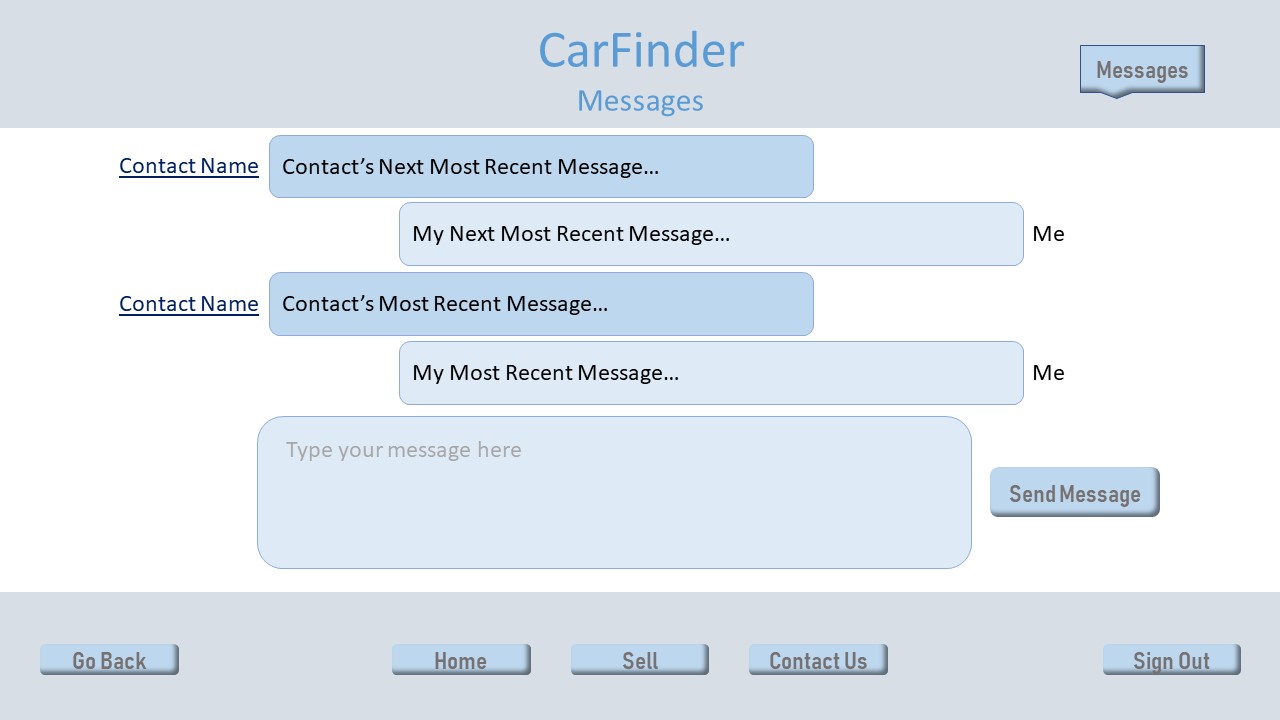 CarFinder
Messages
Messages
Contact Name
Contact’s Next Most Recent Message…
My Next Most Recent Message…
Me
Contact Name
Contact’s Most Recent Message…
My Most Recent Message…
Me
Type your message here
Send Message
Go Back
Home
Sell
Contact Us
Sign Out